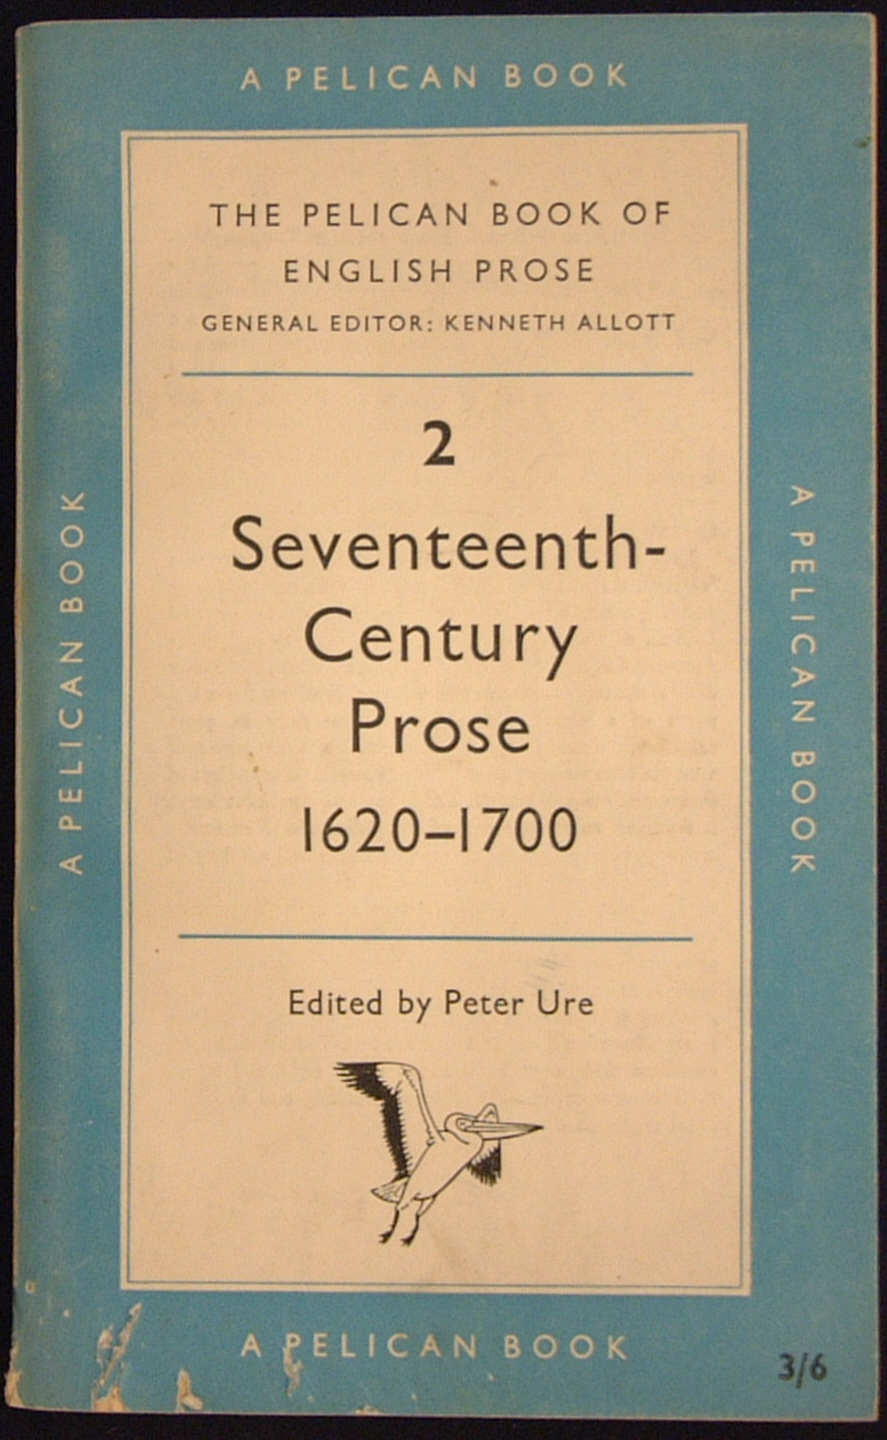 A PELICAN BOOK
THE PELICAN BOOK OF
ENGLISH PROSE
GENERAL EDITOR: KENNETH ALLOTT
2
Seventeenth-
Century
Prose
1620–1700
Edited by Peter Ure
A PELICAN BOOK
A PELICAN BOOK
A PELICAN BOOK
3/6